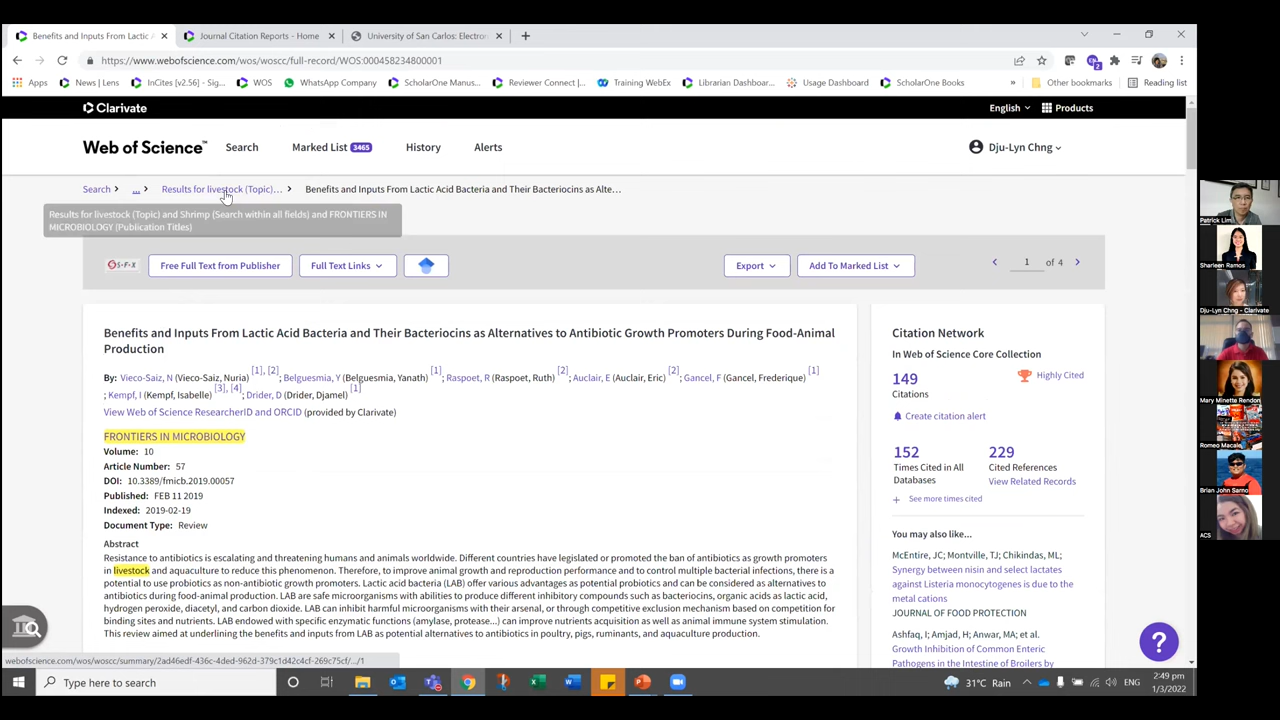 Benefits and Inputs From Lactic A
Journal Citation Reports - Home
University of San Carlos: Electron
https://www.webofscience.com/wos/woscc/full-record/WOS:000458234800001
Apps
News | Lens
InCites [v2.56] - Sig...
WOS
WhatsApp Company
ScholarOne Manus...
Reviewer Connect |...
Training WebEx
Librarian Dashboar...
Usage Dashboard
ScholarOne Books
»
Other bookmarks
Reading list
Clarivate
English
Products
Web of Science™
Search
Marked List 3465
History
Alerts
Dju-Lyn Chng
Search > ... > Results for livestock (Topic)... > Benefits and Inputs From Lactic Acid Bacteria and Their Bacteriocins as Alte...
Results for livestock (Topic) and Shrimp (Search within all fields) and FRONTIERS IN
MICROBIOLOGY (Publication Titles)
S·F·X
Free Full Text from Publisher
Full Text Links
Export
Add To Marked List
1 of 4
Benefits and Inputs From Lactic Acid Bacteria and Their Bacteriocins as Alternatives to Antibiotic Growth Promoters During Food-Animal
Production
By: Vieco-Saiz, N (Vieco-Saiz, Nuria) [1], [2]; Belguesmia, Y (Belguesmia, Yanath) [1]; Raspoet, R (Raspoet, Ruth) [2]; Auclair, E (Auclair, Eric) [2]; Gancel, F (Gancel, Frederique) [1]
; Kempf, I (Kempf, Isabelle) [3], [4]; Drider, D (Drider, Djamel) [1]
View Web of Science ResearcherID and ORCID (provided by Clarivate)
FRONTIERS IN MICROBIOLOGY
Volume: 10
Article Number: 57
DOI: 10.3389/fmicb.2019.00057
Published: FEB 11 2019
Indexed: 2019-02-19
Document Type: Review
Abstract
Resistance to antibiotics is escalating and threatening humans and animals worldwide. Different countries have legislated or promoted the ban of antibiotics as growth promoters
in livestock and aquaculture to reduce this phenomenon. Therefore, to improve animal growth and reproduction performance and to control multiple bacterial infections, there is a
potential to use probiotics as non-antibiotic growth promoters. Lactic acid bacteria (LAB) offer various advantages as potential probiotics and can be considered as alternatives to
antibiotics during food-animal production. LAB are safe microorganisms with abilities to produce different inhibitory compounds such as bacteriocins, organic acids as lactic acid,
hydrogen peroxide, diacetyl, and carbon dioxide. LAB can inhibit harmful microorganisms with their arsenal, or through competitive exclusion mechanism based on competition for
binding sites and nutrients. LAB endowed with specific enzymatic functions (amylase, protease...) can improve nutrients acquisition as well as animal immune system stimulation.
This review aimed at underlining the benefits and inputs from LAB as potential alternatives to antibiotics in poultry, pigs, ruminants, and aquaculture production.
Citation Network
In Web of Science Core Collection
149
Citations
Highly Cited
Create citation alert
152
Times Cited in All
Databases
229
Cited References
View Related Records
+ See more times cited
You may also like...
McEntire, JC; Montville, TJ; Chikindas, ML;
Synergy between nisin and select lactates
against Listeria monocytogenes is due to the
metal cations
JOURNAL OF FOOD PROTECTION
Ashfaq, I; Amjad, H; Anwar, MA; et al.
Growth Inhibition of Common Enteric
Pathogens in the Intestine of Broilers by
?
webofscience.com/wos/woscc/summary/2ad46edf-436c-4ded-962d-379c1d42c4cf-269c75cf/.../1
Type here to search
31°C Rain
ENG
2:49 pm
1/3/2022
Patrick Lim
Sharleen Ramos
Dju-Lyn Chng - Clarivate
Mary Minette Rendon
Romeo Macale
Brian John Sarno
ACS